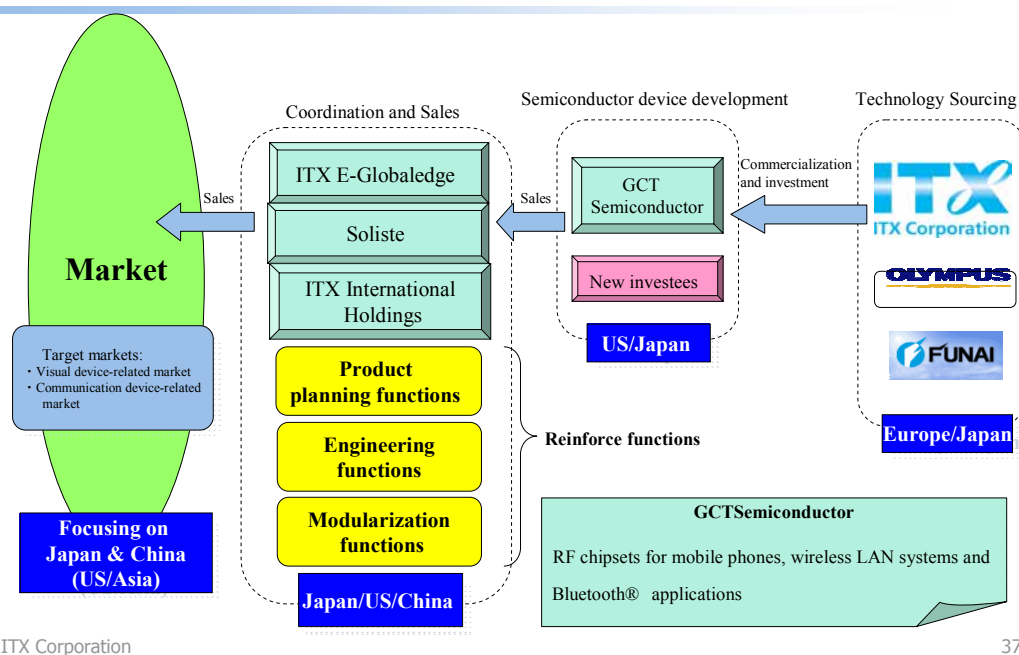 Coordination and Sales
Semiconductor device development
Technology Sourcing
Sales
ITX E-Globaledge
Soliste
ITX International
Holdings
Product
planning functions
Engineering
functions
Modularization
functions
Japan/US/China
Reinforce functions
Sales
GCT
Semiconductor
New investees
US/Japan
Commercialization
and investment
ITX
ITX Corporation
OLYMPUS
FUNAI
Europe/Japan
Market
Target markets:
・Visual device-related market
・Communication device-related
market
Focusing on
Japan & China
(US/Asia)
GCTSemiconductor
RF chipsets for mobile phones, wireless LAN systems and
Bluetooth® applications
ITX Corporation
37